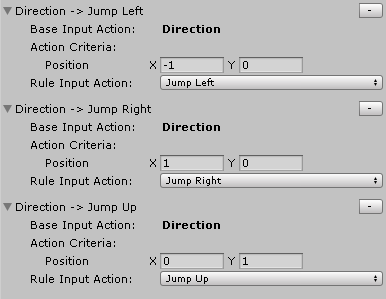 Direction -> Jump Left -
Base Input Action: Direction
Action Criteria:
Position X -1 Y 0
Rule Input Action: Jump Left
Direction -> Jump Right -
Base Input Action: Direction
Action Criteria:
Position X 1 Y 0
Rule Input Action: Jump Right
Direction -> Jump Up -
Base Input Action: Direction
Action Criteria:
Position X 0 Y 1
Rule Input Action: Jump Up